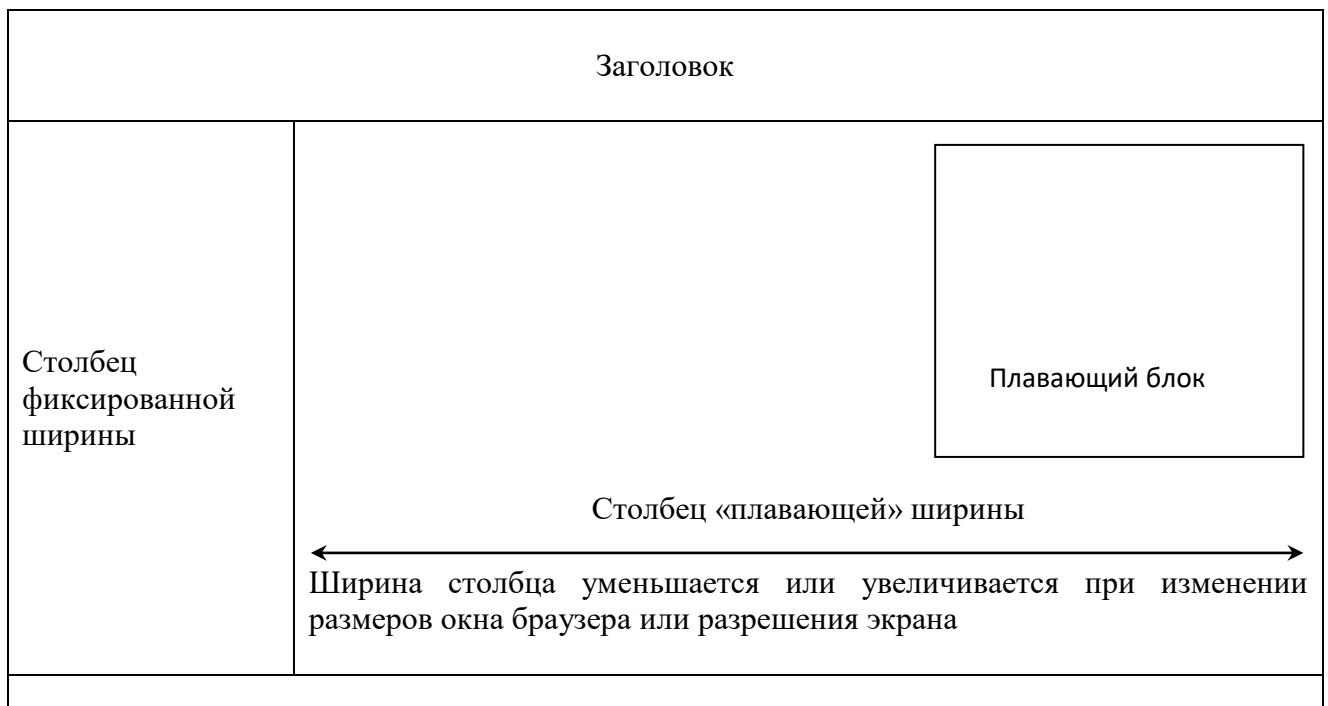 Заголовок
Столбец
фиксированной
ширины
Плавающий блок
Столбец «плавающей» ширины
Ширина столбца уменьшается или увеличивается при изменении
размеров окна браузера или разрешения экрана